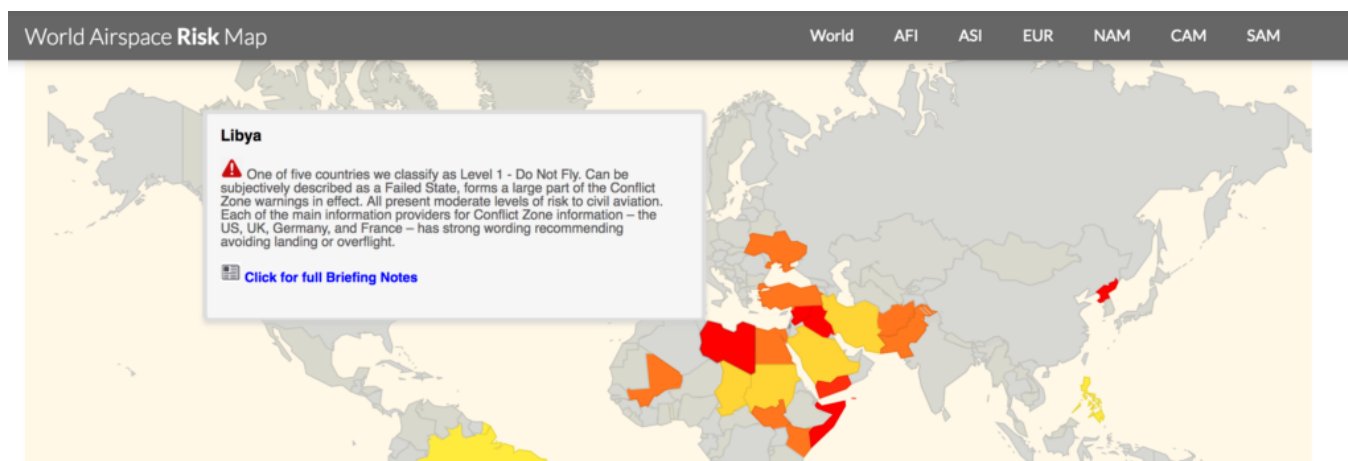 World Airspace Risk Map World AFI ASI EUR NAM CAM SAM
Libya
One of five countries we classify as Level 1 - Do Not Fly. Can be
subjectively described as a Failed State, forms a large part of the Conflict
Zone warnings in effect. All present moderate levels of risk to civil aviation.
Each of the main information providers for Conflict Zone information – the
US, UK, Germany, and France – has strong wording recommending
avoiding landing or overflight.
Click for full Briefing Notes